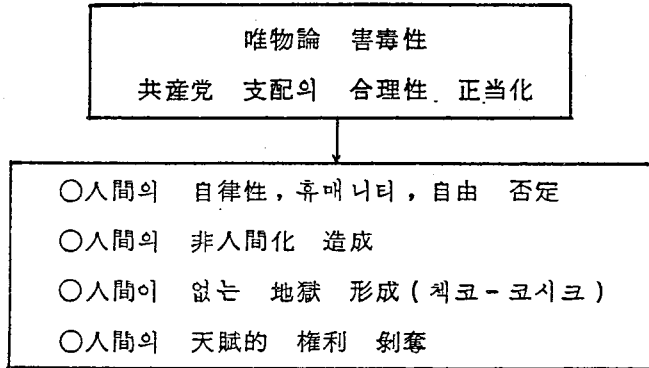 唯物論 害毒性
共産党 支配의 合理性 正当化
○人間의 自律性, 휴매니티, 自由 否定
○人間의 非人間化 造成
○人間이 없는 地獄 形成 (첵코-코시크)
○人間의 天賦的 権利 剝奪